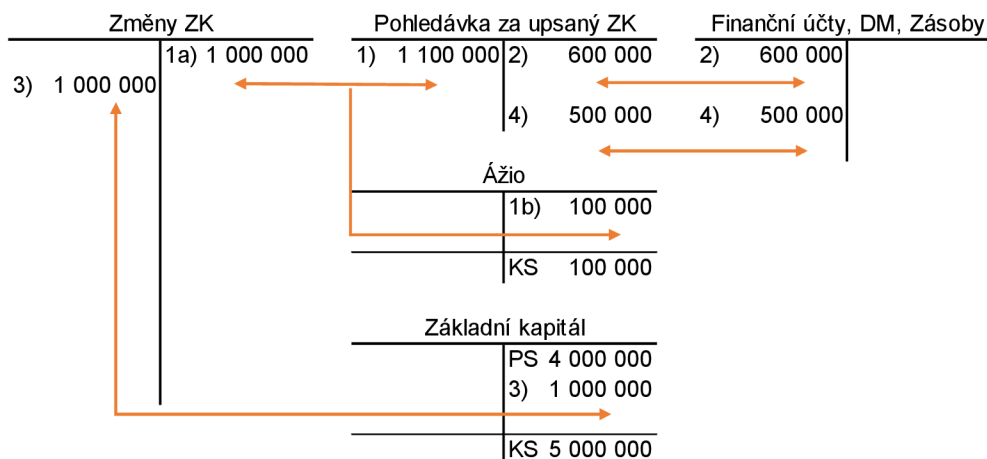 Změny ZK
1a) 1 000 000
3) 1 000 000
Pohledávka za upsaný ZK
1) 1 100 000 2) 600 000
4) 500 000
Finanční účty, DM, Zásoby
2) 600 000
4) 500 000
Ážio
1b) 100 000
KS 100 000
Základní kapitál
PS 4 000 000
3) 1 000 000
KS 5 000 000